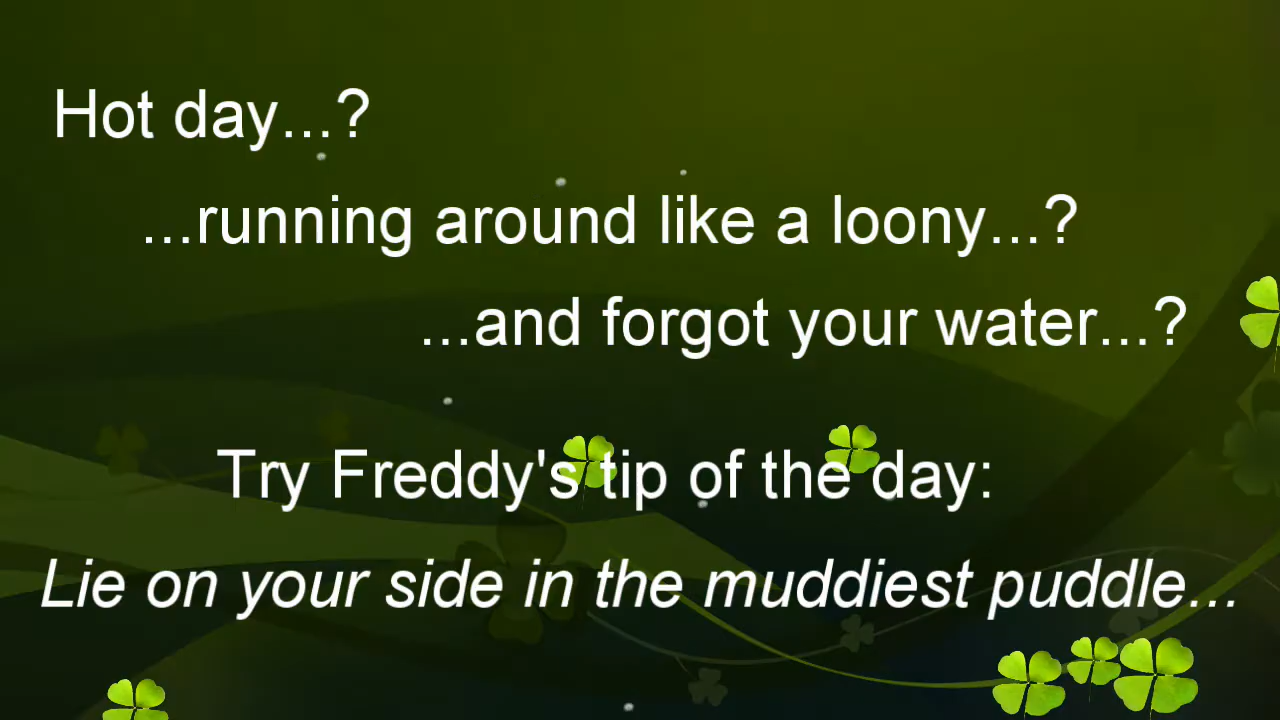 Hot day...?
...running around like a loony...?
...and forgot your water...?
Try Freddy's tip of the day:
Lie on your side in the muddiest puddle...